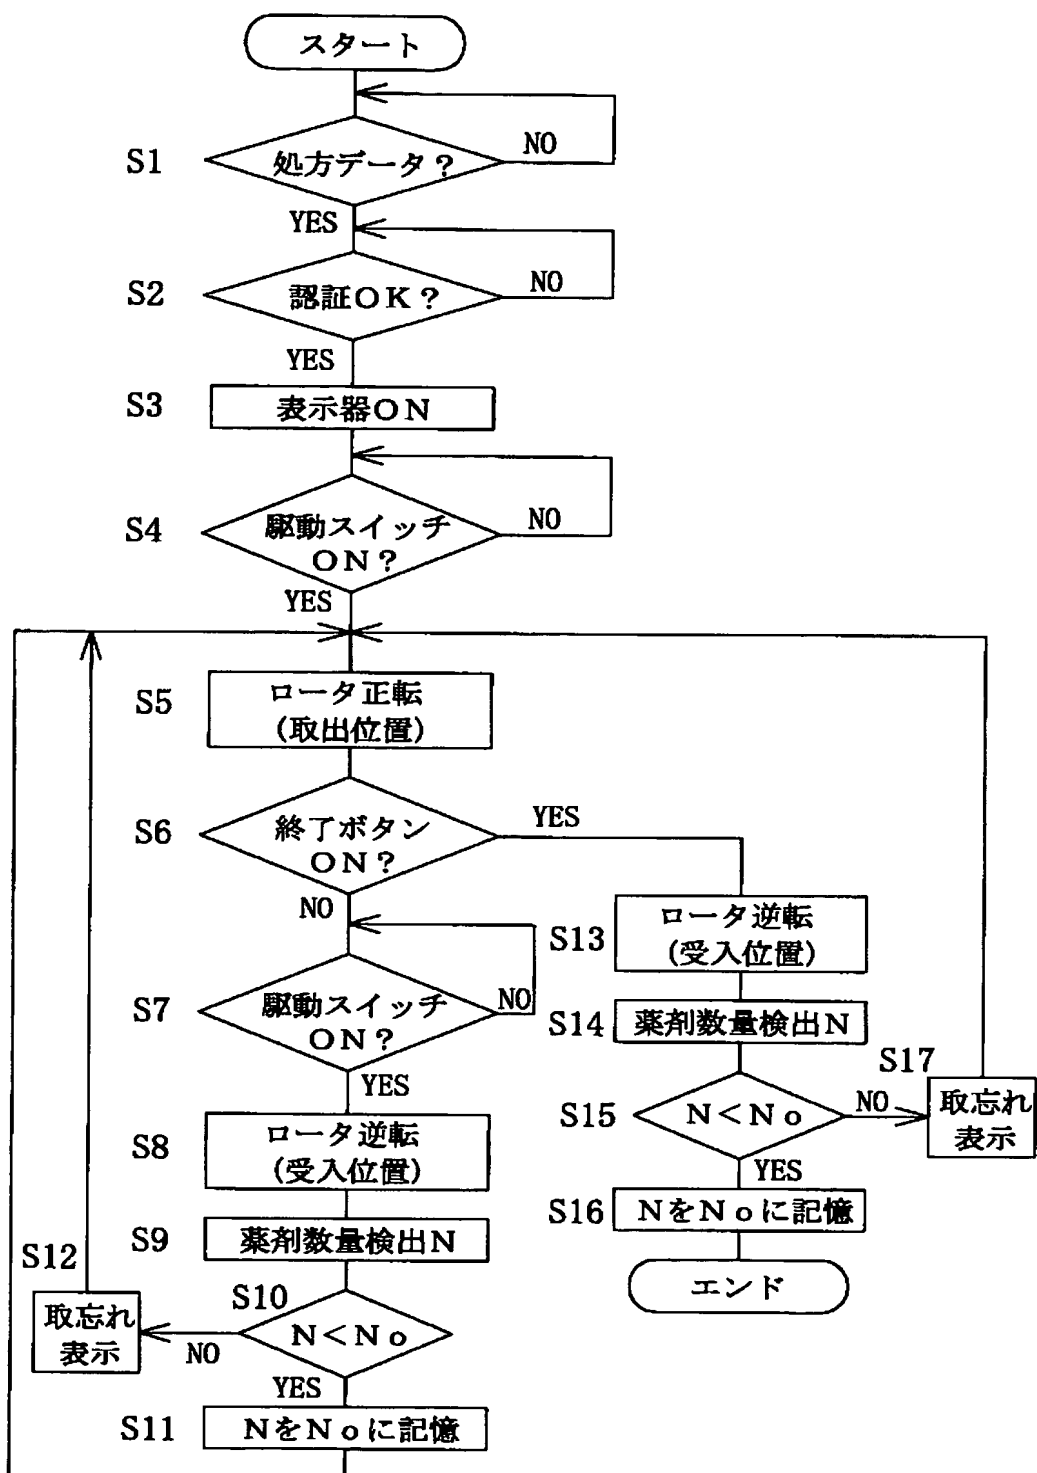 スタート
S1
処方データ？
NO
YES
S2
認証ＯＫ？
NO
YES
S3
表示器ＯＮ
S4
駆動スイッチ
ＯＮ？
NO
YES
S5
ロータ正転
(取出位置)
S6
終了ボタン
ＯＮ？
YES
NO
S7
駆動スイッチ
ＯＮ？
NO
YES
S8
ロータ逆転
(受入位置)
S9
薬剤数量検出Ｎ
S10
Ｎ＜Ｎｏ
NO
YES
S12
取忘れ
表示
S11
ＮをＮｏに記憶
S13
ロータ逆転
(受入位置)
S14
薬剤数量検出Ｎ
S15
Ｎ＜Ｎｏ
NO
YES
S17
取忘れ
表示
S16
ＮをＮｏに記憶
エンド